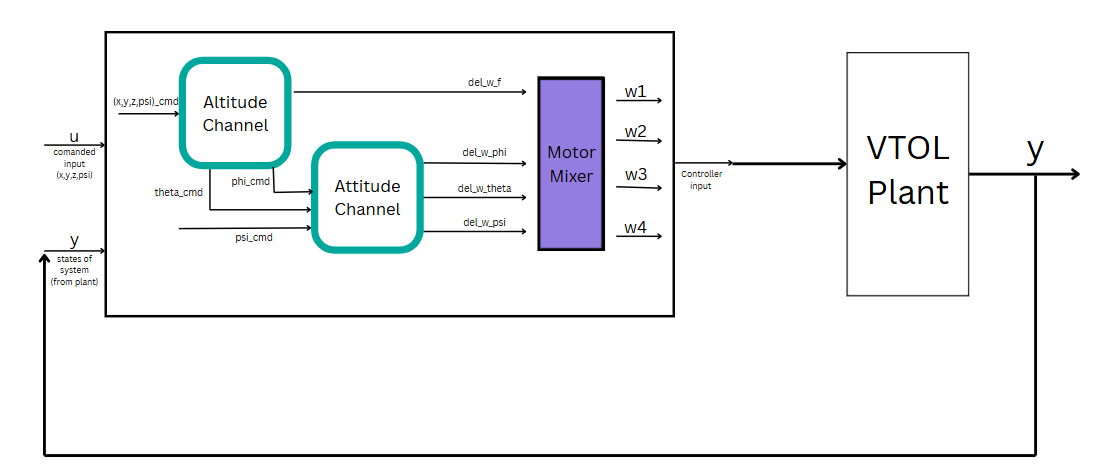 u
comanded
input
(x,y,z,psi)
y
states of
system
(from plant)
(x,y,z,psi)_cmd
Altitude
Channel
theta_cmd
phi_cmd
psi_cmd
Attitude
Channel
del_w_f
del_w_phi
del_w_theta
del_w_psi
Motor
Mixer
w1
w2
w3
w4
Controller
input
VTOL
Plant
y